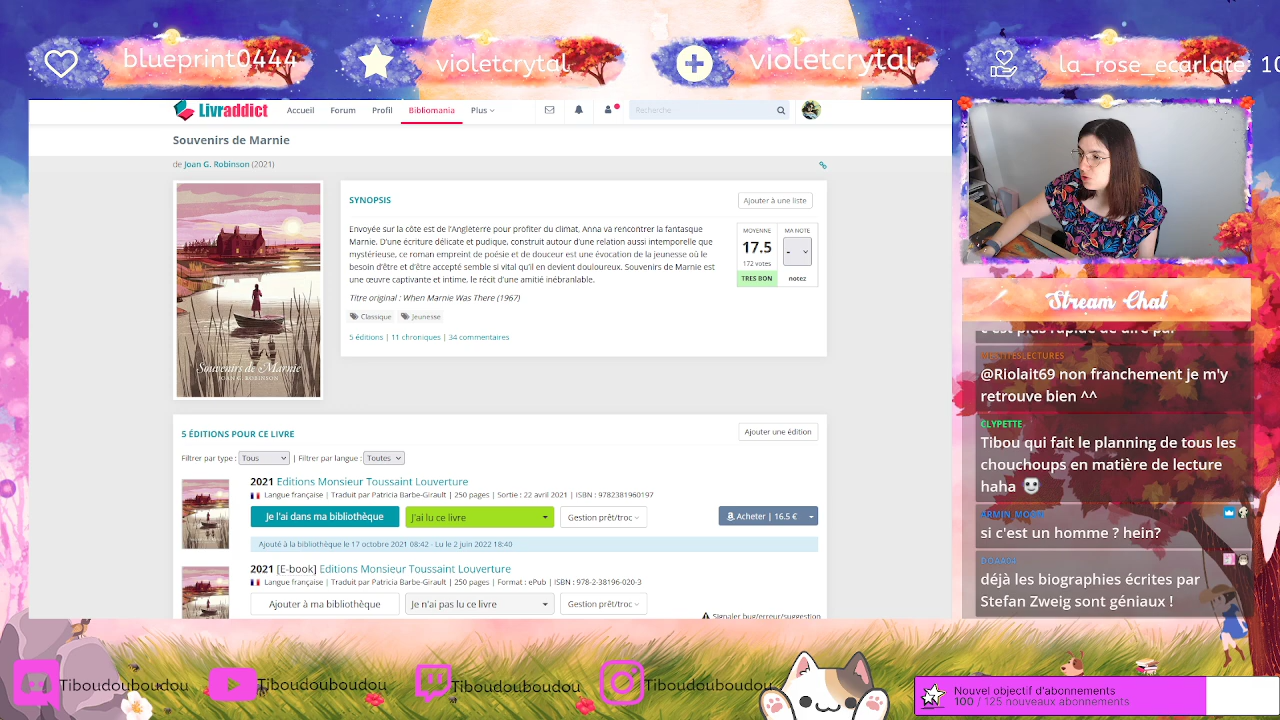 blueprint0444
violetcrytal
violetcrytal
la_rose_ecarlate: 10
Livraddict
Accueil
Forum
Profil
Bibliomania
Plus
Recherche
Souvenirs de Marnie
de Joan G. Robinson (2021)
Souvenirs de Marnie
JOAN G. ROBINSON
SYNOPSIS
Ajouter à une liste
Envoyée sur la côte est de l'Angleterre pour profiter du climat, Anna va rencontrer la fantasque
Marnie. D'une écriture délicate et pudique, construit autour d'une relation aussi intemporelle que
mystérieuse, ce roman empreint de poésie et de douceur est une évocation de la jeunesse où le
besoin d'être et d'être accepté semble si vital qu'il en devient douloureux. Souvenirs de Marnie est
une œuvre captivante et intime, le récit d'une amitié inébranlable.
Titre original : When Marnie Was There (1967)
Classique
Jeunesse
5 éditions | 11 chroniques | 34 commentaires
MOYENNE
17.5
172 votes
TRES BON
MA NOTE
-
notez
5 ÉDITIONS POUR CE LIVRE
Ajouter une édition
Filtrer par type : Tous | Filtrer par langue : Toutes
2021 Editions Monsieur Toussaint Louverture
Langue française | Traduit par Patricia Barbe-Girault | 250 pages | Sortie : 22 avril 2021 | ISBN : 9782381960197
Je l'ai dans ma bibliothèque
J'ai lu ce livre
Gestion prêt/troc
Acheter | 16.5 €
Ajouté à la bibliothèque le 17 octobre 2021 08:42 - Lu le 2 juin 2022 18:40
2021 [E-book] Editions Monsieur Toussaint Louverture
Langue française | Traduit par Patricia Barbe-Girault | 250 pages | Format : ePub | ISBN : 978-2-38196-020-3
Ajouter à ma bibliothèque
Je n'ai pas lu ce livre
Gestion prêt/troc
Signaler bug/erreur/suggestion
Stream Chat
c'est plus rapide de dire par
@Riolait69 non franchement je m'y
retrouve bien ^^
CLYPETTE
Tibou qui fait le planning de tous les
chouchoups en matière de lecture
haha
si c'est un homme ? hein?
déjà les biographies écrites par
Stefan Zweig sont géniaux !
Tiboudouboudou
Tiboudouboudou
Tiboudouboudou
Tiboudouboudou
Nouvel objectif d'abonnements
100 / 125 nouveaux abonnements